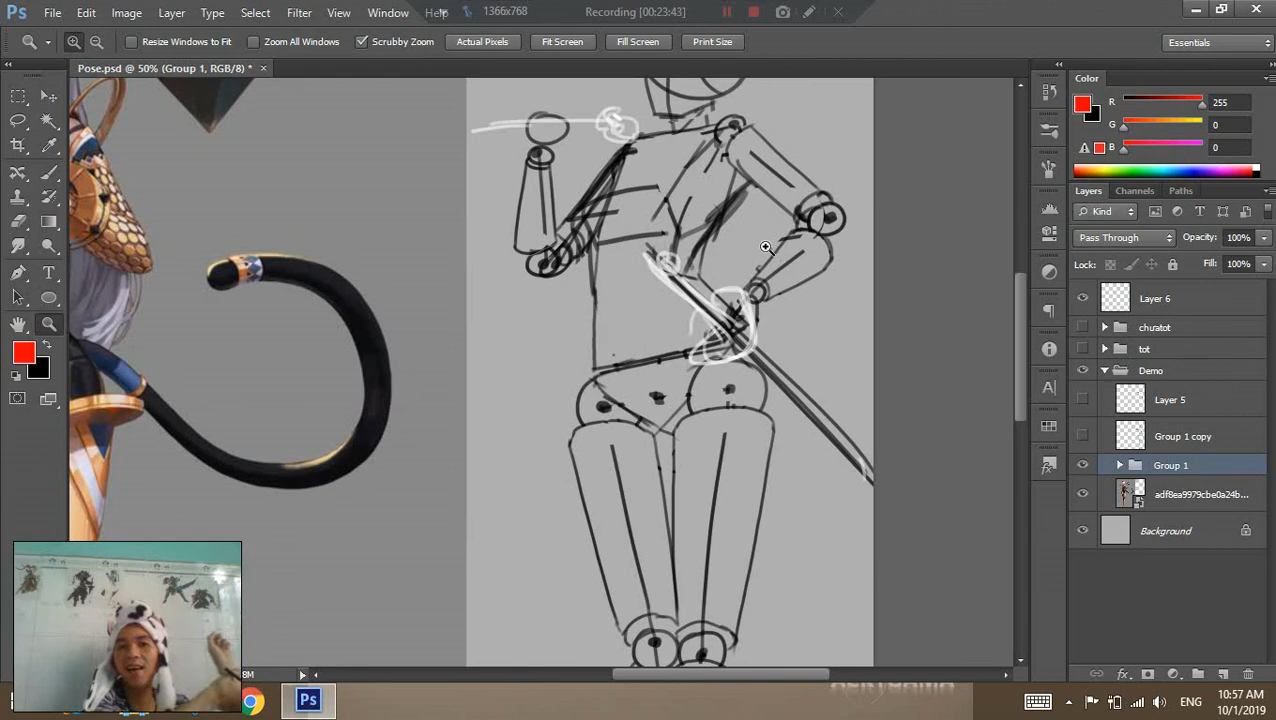 Ps File Edit Image Layer Type Select Filter View Window Help 1366x768 Recording [00:23:43]
Resize Windows to Fit Zoom All Windows Scrubby Zoom Actual Pixels Fit Screen Fill Screen Print Size Essentials
Pose.psd @ 50% (Group 1, RGB/8) * ×
Color
R 255
G 0
B 0
Layers Channels Paths
Kind
Pass Through Opacity: 100%
Lock: Fill: 100%
Layer 6
churatot
tot
Demo
Layer 5
Group 1 copy
Group 1
adf8ea9979cbe0a24b...
Background
8M
Ps
ENG
10:57 AM
10/1/2019